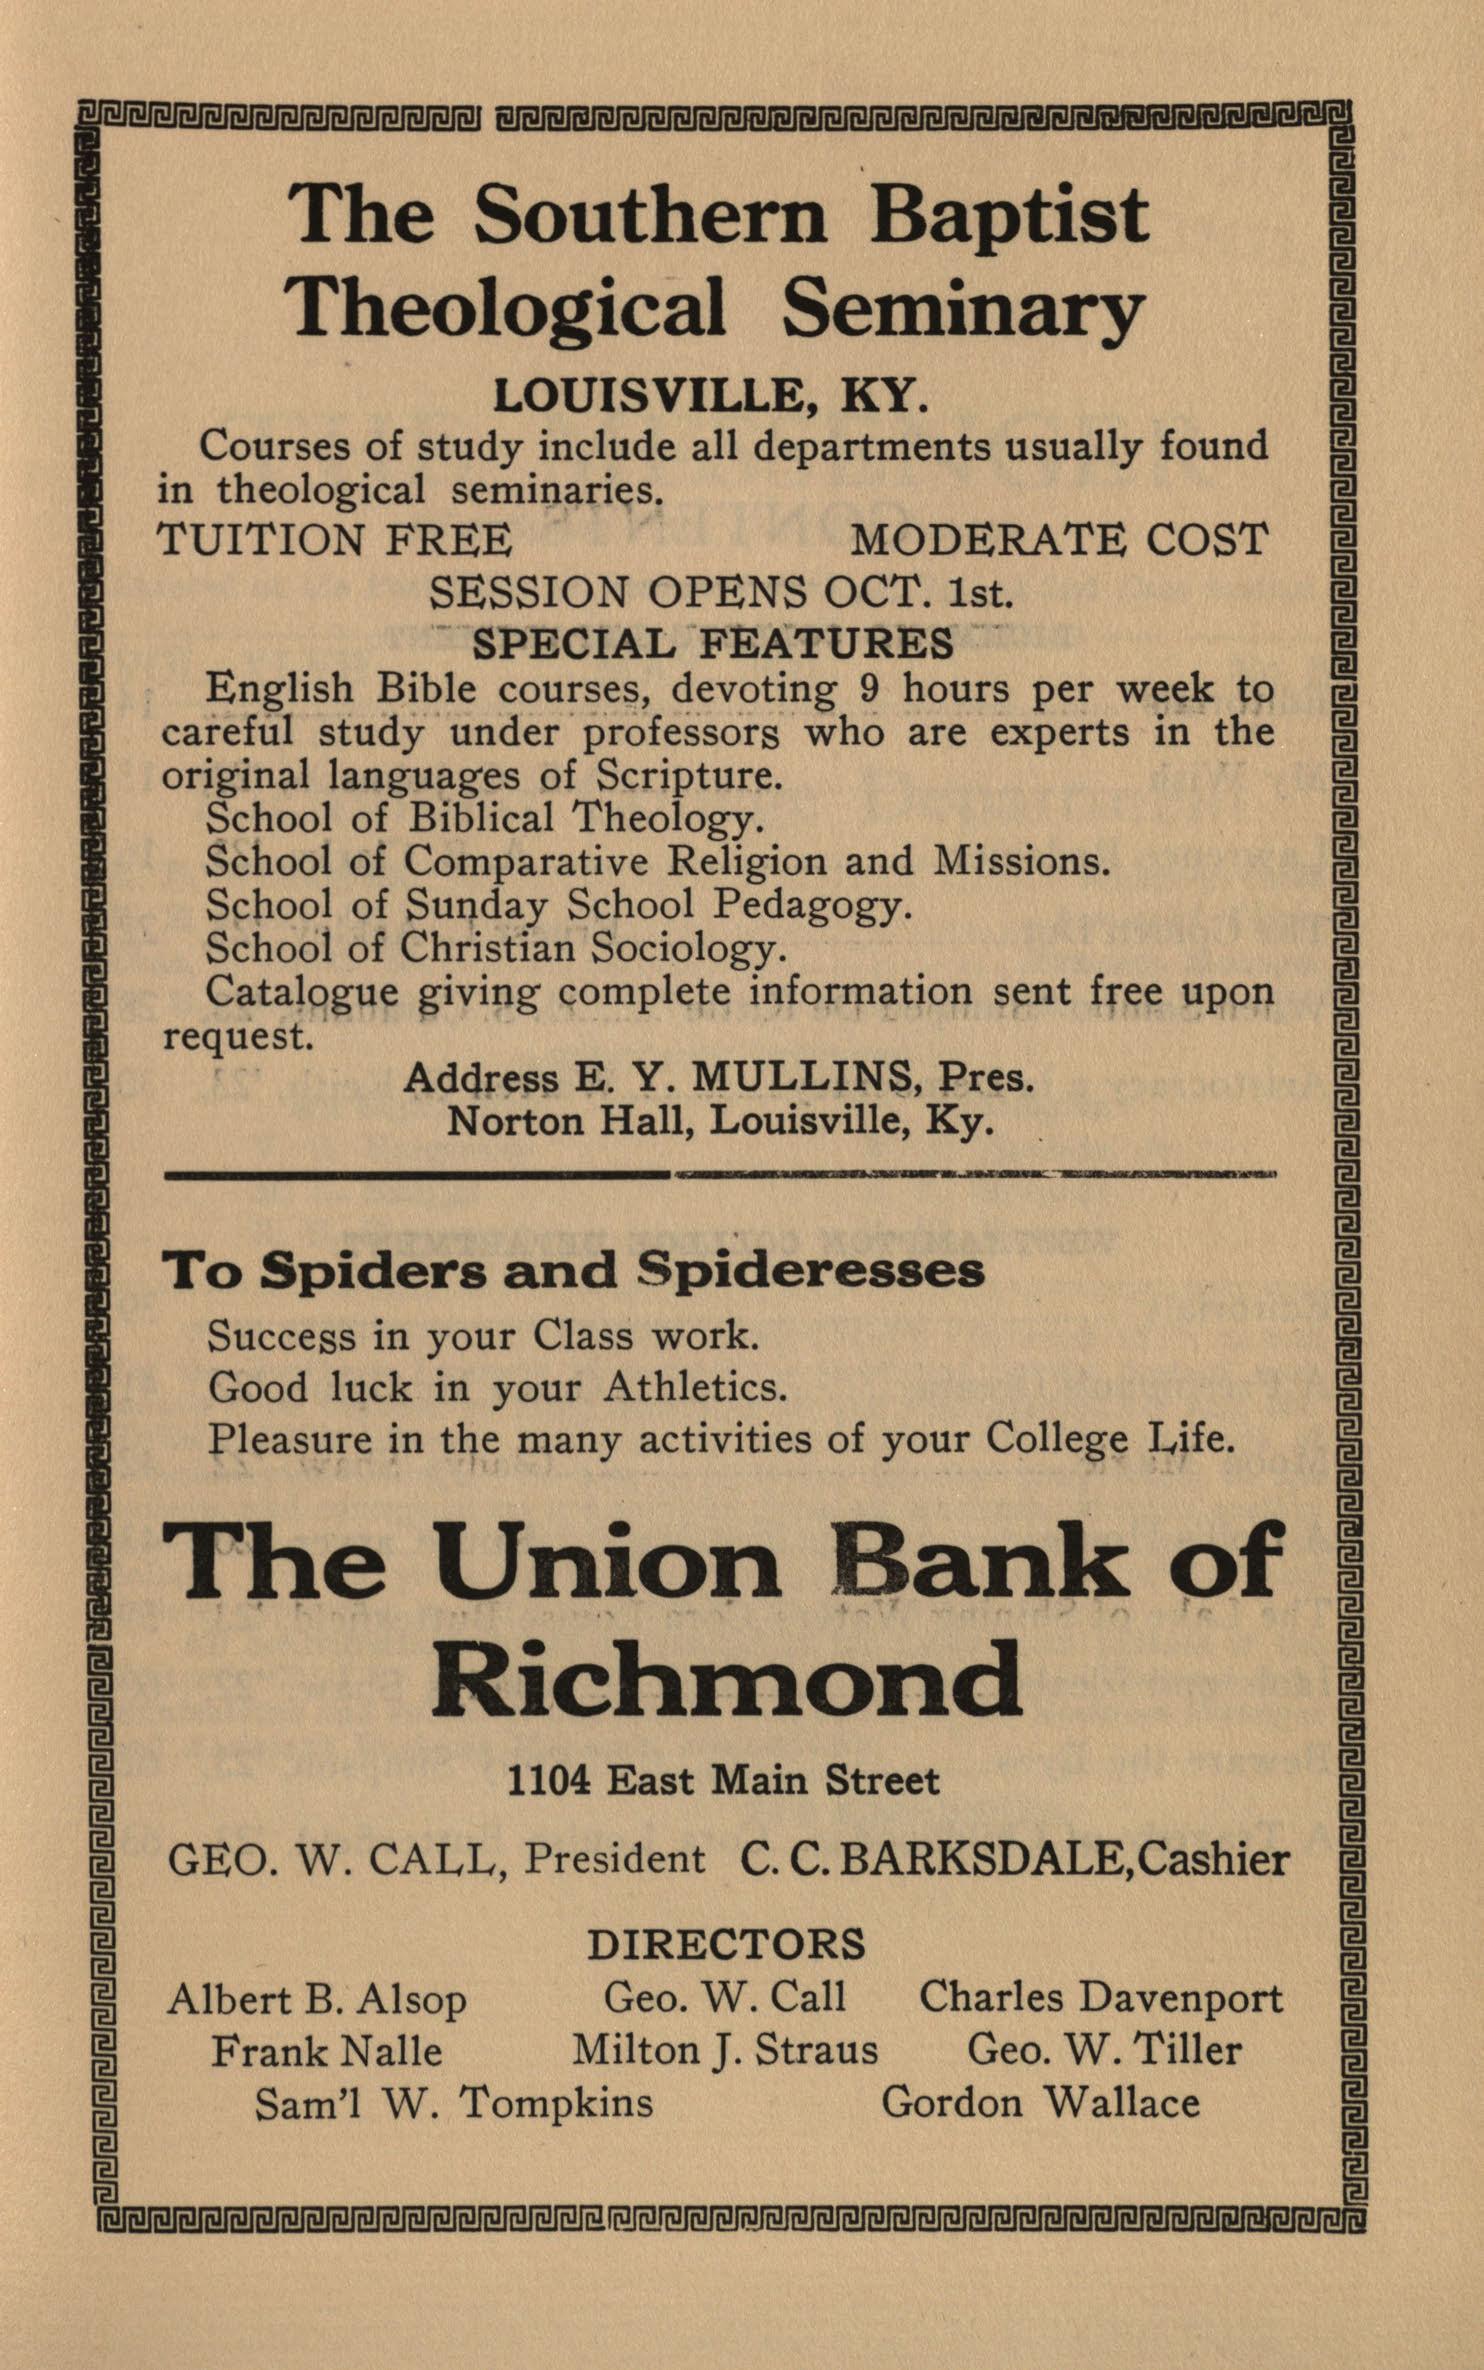 The Southern Baptist
Theological Seminary
LOUISVILLE, KY.
Courses of study include all departments usually found
in theological seminaries.
TUITION FREE MODERATE COST
SESSION OPENS OCT. 1st.
SPECIAL FEATURES
English Bible courses, devoting 9 hours per week to
careful study under professors who are experts in the
original languages of Scripture.
School of Biblical Theology.
School of Comparative Religion and Missions.
School of Sunday School Pedagogy.
School of Christian Sociology.
Catalogue giving complete information sent free upon
request.
Address E. Y. MULLINS, Pres.
Norton Hall, Louisville, Ky.
To Spiders and Spideresses
Success in your Class work.
Good luck in your Athletics.
Pleasure in the many activities of your College Life.
The Union Bank of
Richmond
1104 East Main Street
GEO. W. CALL, President C. C. BARKSDALE, Cashier
DIRECTORS
Albert B. Alsop Geo. W. Call Charles Davenport
Frank Nalle Milton J. Straus Geo. W. Tiller
Sam'l W. Tompkins Gordon Wallace